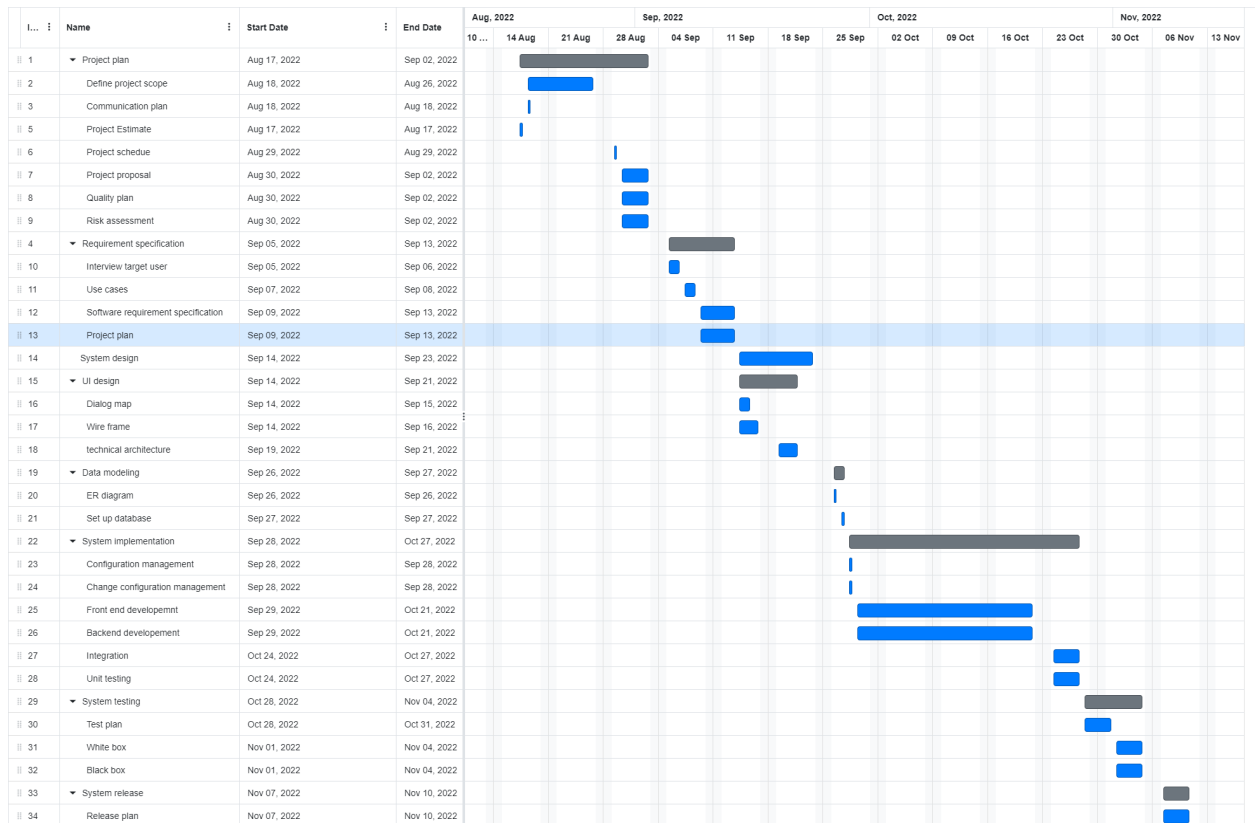 Aug, 2022 Sep, 2022 Oct, 2022 Nov, 2022
I... Name Start Date End Date
10 ... 14 Aug 21 Aug 28 Aug 04 Sep 11 Sep 18 Sep 25 Sep 02 Oct 09 Oct 16 Oct 23 Oct 30 Oct 06 Nov 13 Nov
1 Project plan Aug 17, 2022 Sep 02, 2022
2 Define project scope Aug 18, 2022 Aug 26, 2022
3 Communication plan Aug 18, 2022 Aug 18, 2022
5 Project Estimate Aug 17, 2022 Aug 17, 2022
6 Project schedue Aug 29, 2022 Aug 29, 2022
7 Project proposal Aug 30, 2022 Sep 02, 2022
8 Quality plan Aug 30, 2022 Sep 02, 2022
9 Risk assessment Aug 30, 2022 Sep 02, 2022
4 Requirement specification Sep 05, 2022 Sep 13, 2022
10 Interview target user Sep 05, 2022 Sep 06, 2022
11 Use cases Sep 07, 2022 Sep 08, 2022
12 Software requirement specification Sep 09, 2022 Sep 13, 2022
13 Project plan Sep 09, 2022 Sep 13, 2022
14 System design Sep 14, 2022 Sep 23, 2022
15 UI design Sep 14, 2022 Sep 21, 2022
16 Dialog map Sep 14, 2022 Sep 15, 2022
17 Wire frame Sep 14, 2022 Sep 16, 2022
18 technical architecture Sep 19, 2022 Sep 21, 2022
19 Data modeling Sep 26, 2022 Sep 27, 2022
20 ER diagram Sep 26, 2022 Sep 26, 2022
21 Set up database Sep 27, 2022 Sep 27, 2022
22 System implementation Sep 28, 2022 Oct 27, 2022
23 Configuration management Sep 28, 2022 Sep 28, 2022
24 Change configuration management Sep 28, 2022 Sep 28, 2022
25 Front end developemnt Sep 29, 2022 Oct 21, 2022
26 Backend developement Sep 29, 2022 Oct 21, 2022
27 Integration Oct 24, 2022 Oct 27, 2022
28 Unit testing Oct 24, 2022 Oct 27, 2022
29 System testing Oct 28, 2022 Nov 04, 2022
30 Test plan Oct 28, 2022 Oct 31, 2022
31 White box Nov 01, 2022 Nov 04, 2022
32 Black box Nov 01, 2022 Nov 04, 2022
33 System release Nov 07, 2022 Nov 10, 2022
34 Release plan Nov 07, 2022 Nov 10, 2022